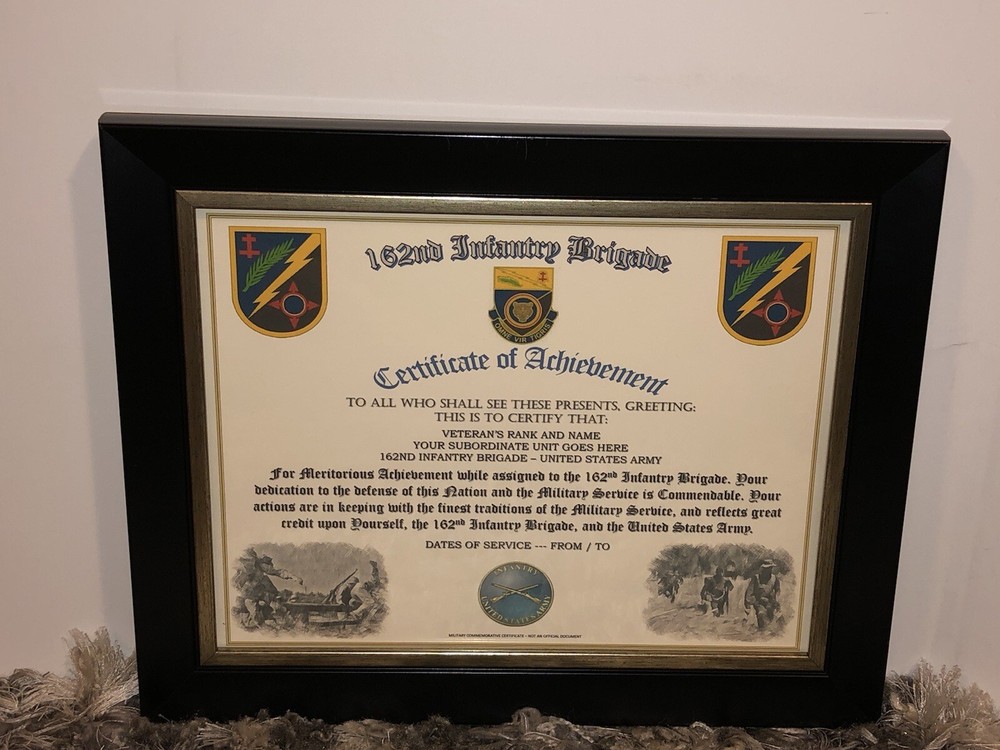 162nd Infantry Brigade
Certificate of Achievement
TO ALL WHO SHALL SEE THESE PRESENTS, GREETING:
THIS IS TO CERTIFY THAT:
VETERAN'S RANK AND NAME
YOUR SUBORDINATE UNIT GOES HERE
162ND INFANTRY BRIGADE – UNITED STATES ARMY
For Meritorious Achievement while assigned to the 162nd Infantry Brigade. Your
dedication to the defense of this Nation and the Military Service is Commendable. Your
actions are in keeping with the finest traditions of the Military Service, and reflects great
credit upon Yourself, the 162nd Infantry Brigade, and the United States Army.
DATES OF SERVICE --- FROM / TO
INFANTRY
UNITED STATES ARMY
MILITARY COMMEMORATIVE CERTIFICATE – NOT AN OFFICIAL DOCUMENT